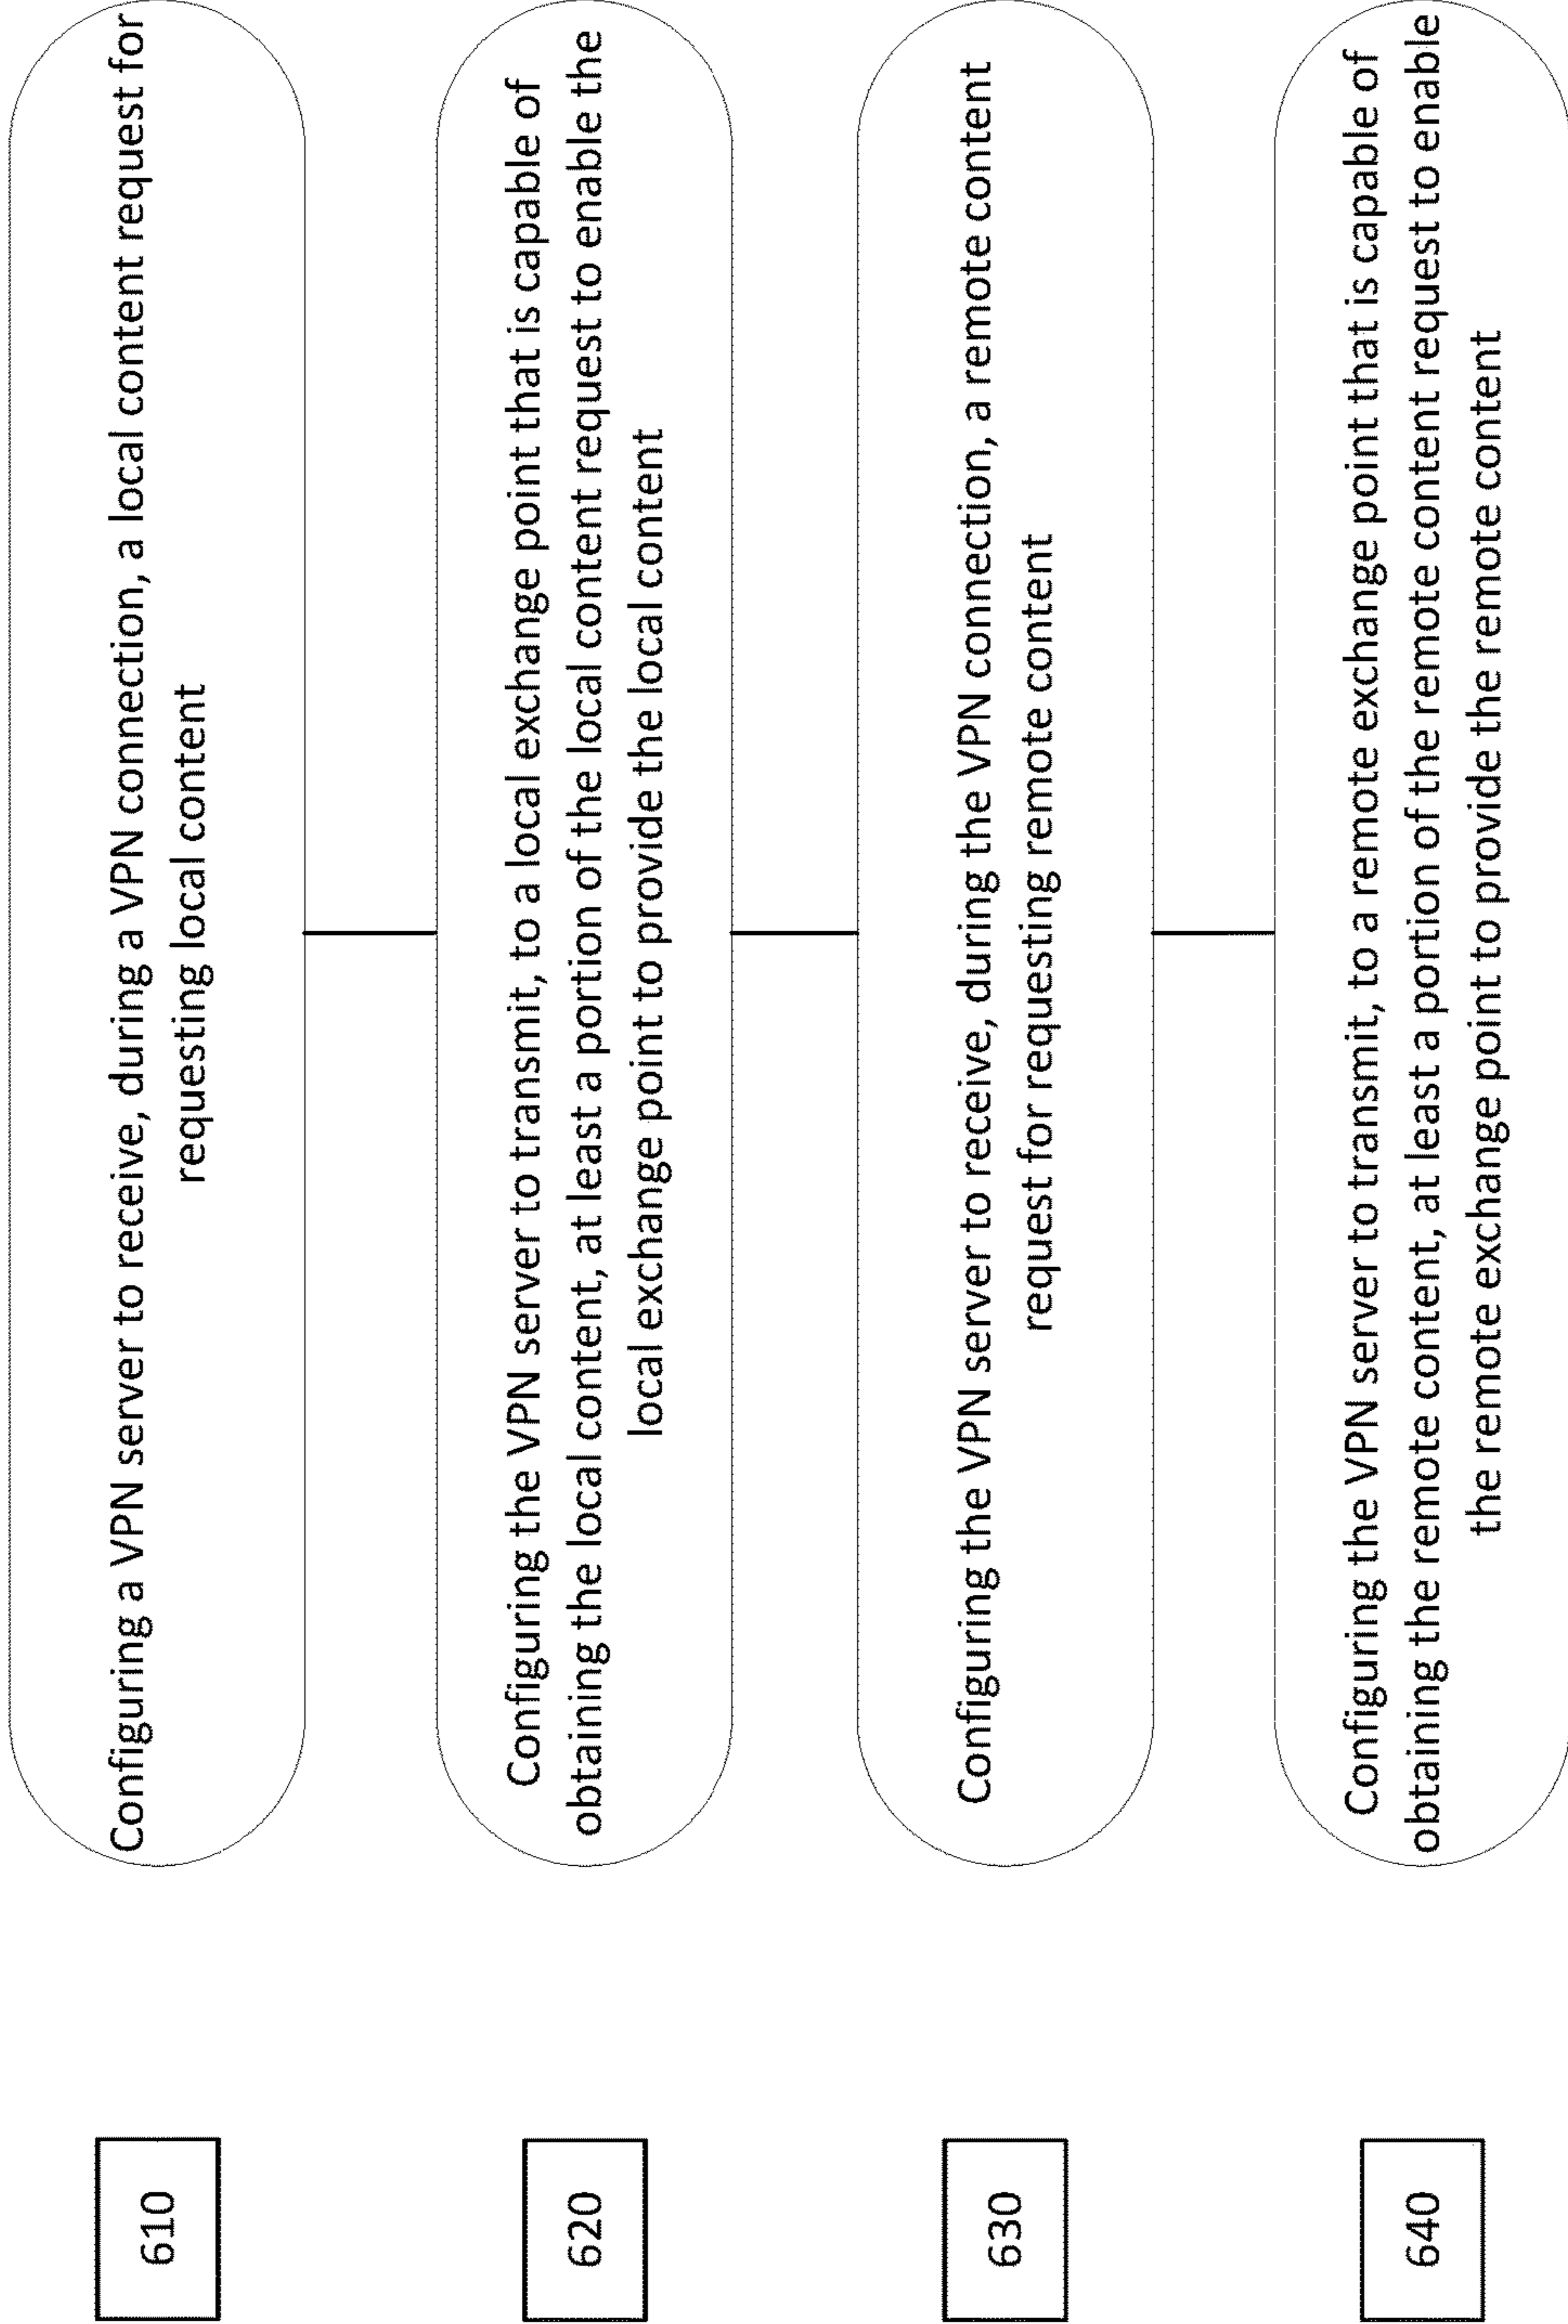 610
Configuring a VPN server to receive, during a VPN connection, a local content request for
requesting local content
620
Configuring the VPN server to transmit, to a local exchange point that is capable of
obtaining the local content, at least a portion of the local content request to enable the
local exchange point to provide the local content
630
Configuring the VPN server to receive, during the VPN connection, a remote content
request for requesting remote content
640
Configuring the VPN server to transmit, to a remote exchange point that is capable of
obtaining the remote content, at least a portion of the remote content request to enable
the remote exchange point to provide the remote content